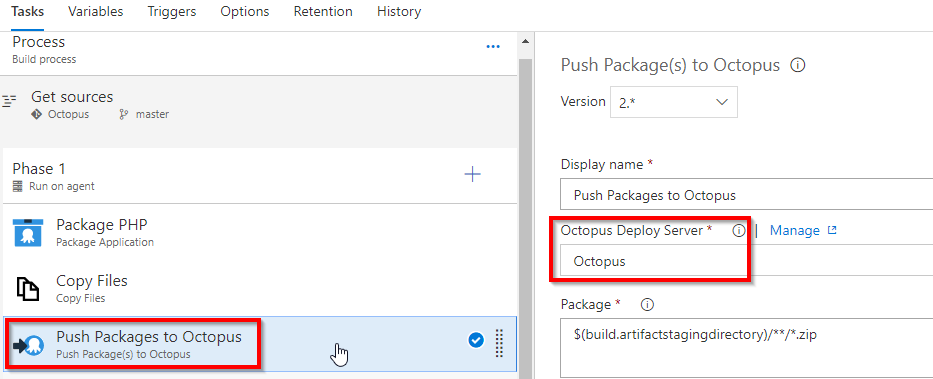 Tasks Variables Triggers Options Retention History
Process
Build process
Get sources
Octopus master
Phase 1
Run on agent
Package PHP
Package Application
Copy Files
Copy Files
Push Packages to Octopus
Push Package(s) to Octopus
Push Package(s) to Octopus
Version 2.*
Display name *
Push Packages to Octopus
Octopus Deploy Server * | Manage
Octopus
Package *
$(build.artifactstagingdirectory)/**/*.zip